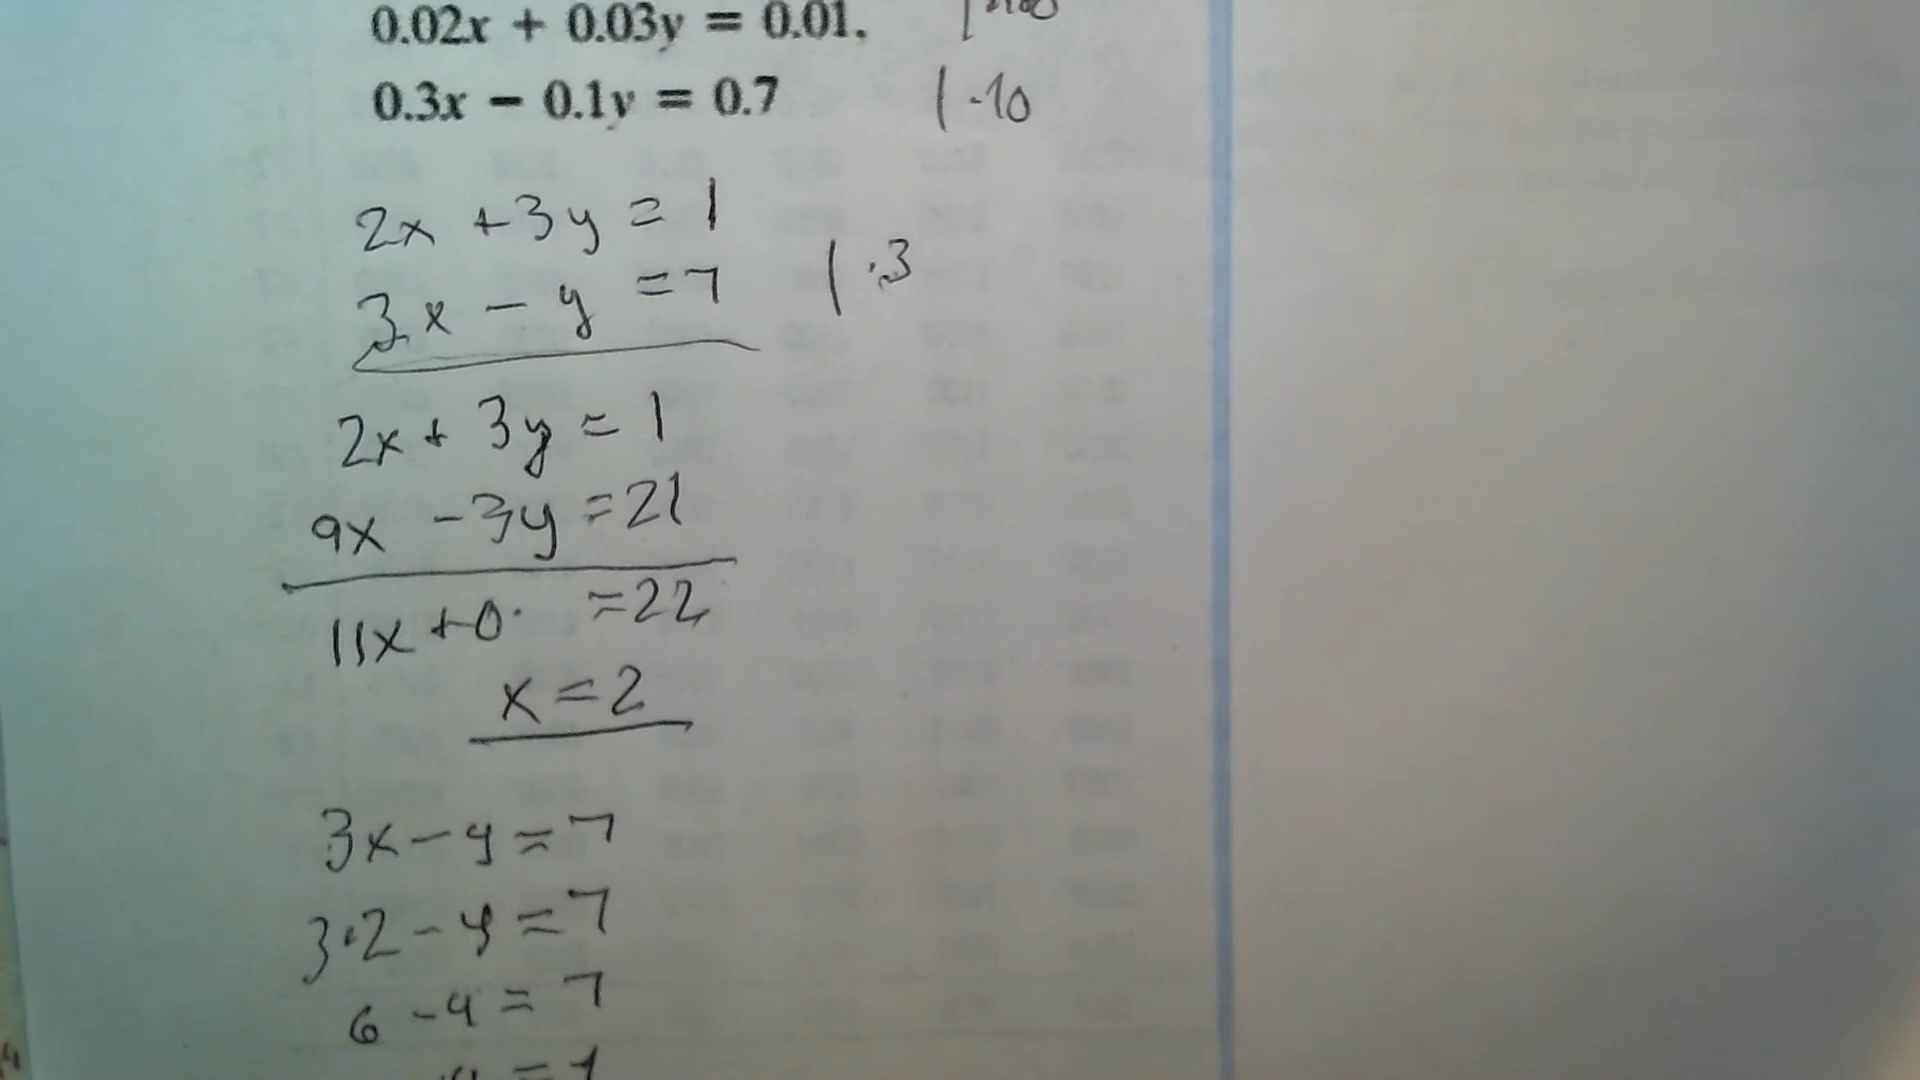 0.02x + 0.03y = 0.01,
0.3x − 0.1y = 0.7 | ·10
2x + 3y = 1
3x − y = 7 | ·3
2x + 3y = 1
9x − 3y = 21
11x + 0· = 22
x = 2
3x − y = 7
3·2 − y = 7
6 − y = 7